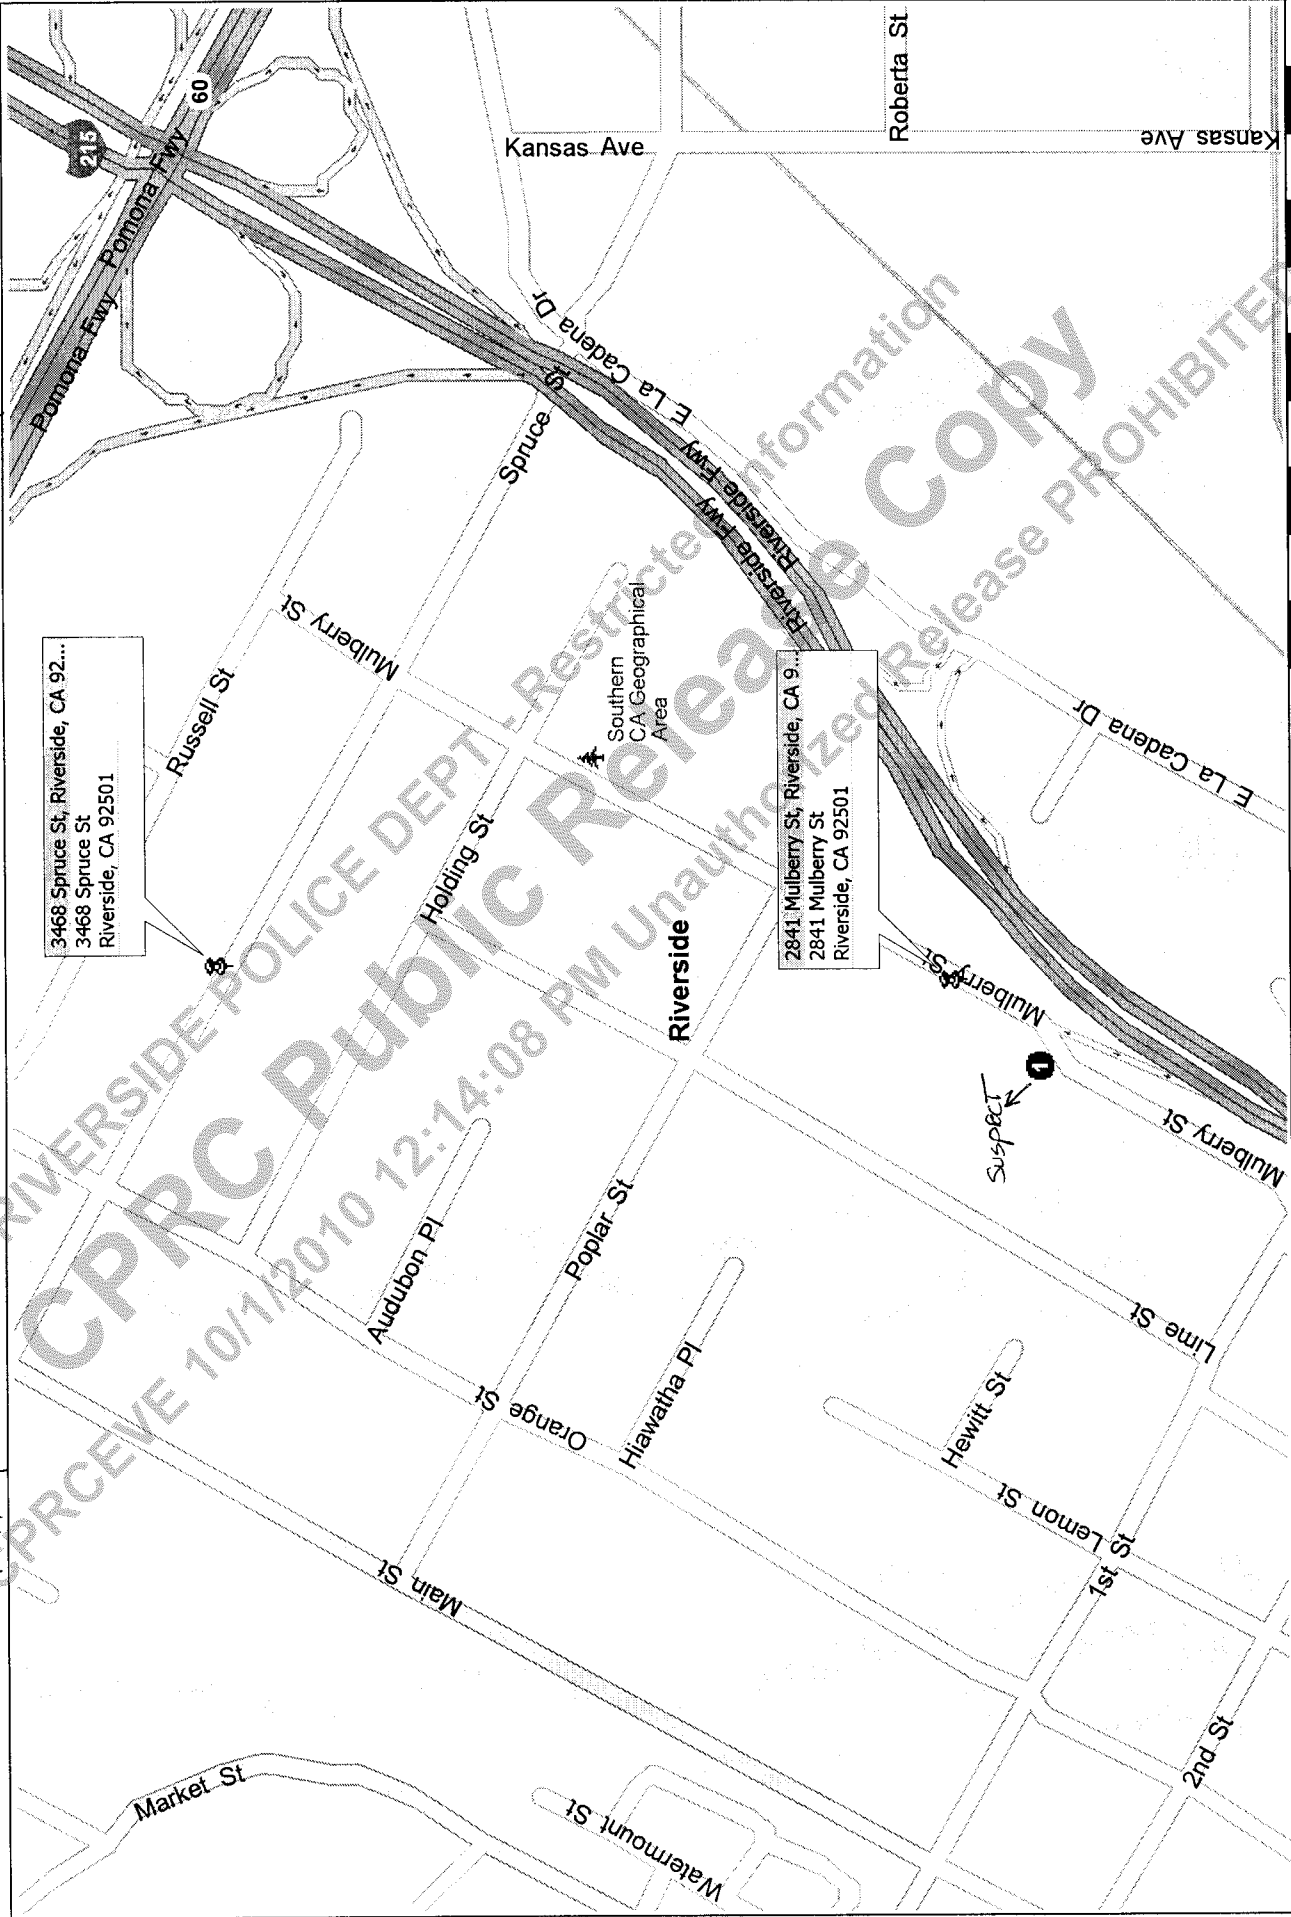 215
60
Pomona Fwy
Pomona Fwy
Kansas Ave
Roberta St
Kansas Ave
E La Cadena Dr
Spruce St
Riverside Fwy
Riverside Fwy
3468 Spruce St, Riverside, CA 92...
3468 Spruce St
Riverside, CA 92501
Russell St
Mulberry St
Southern
CA Geographical
Area
Holding St
2841 Mulberry St, Riverside, CA 9...
2841 Mulberry St
Riverside, CA 92501
E La Cadena Dr
Riverside
Mulberry St
1
Suspect
Mulberry St
Audubon Pl
Poplar St
Orange St
Hiawatha Pl
Lime St
Hewitt St
Lemon St
1st St
Main St
2nd St
Market St
Watermount St
RIVERSIDE POLICE DEPT - Restricted Information
CPRC Public Release Copy
CPRCEVE 10/1/2010 12:14:08 PM Unauthorized Release PROHIBITED